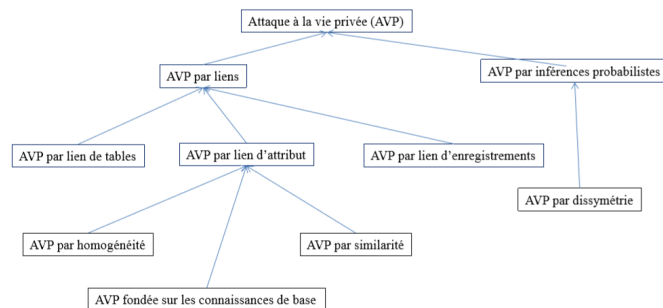 Attaque à la vie privée (AVP)
AVP par liens
AVP par inférences probabilistes
AVP par lien de tables
AVP par lien d’attribut
AVP par lien d’enregistrements
AVP par dissymétrie
AVP par homogénéité
AVP par similarité
AVP fondée sur les connaissances de base